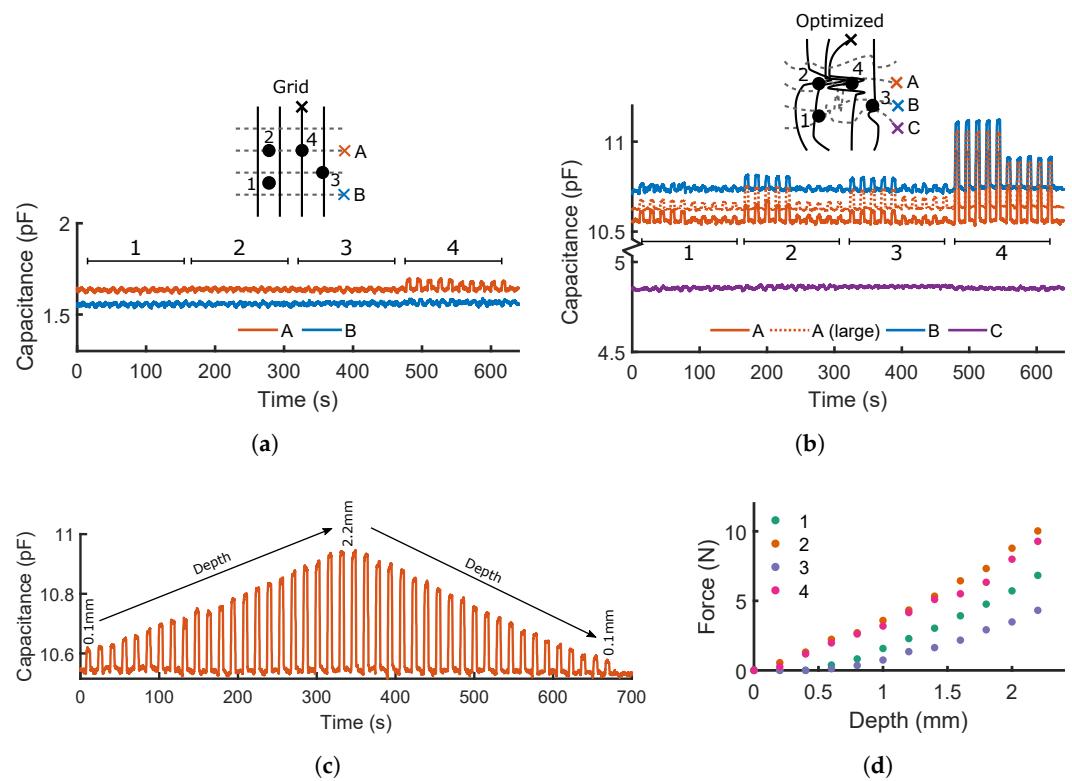 Grid
2
4
A
1
3
B
Capacitance (pF)
2
1.5
1
2
3
4
A
B
0
100
200
300
400
500
600
Time (s)
(a)
Optimized
2
4
A
3
B
1
C
Capacitance (pF)
11
10.5
5
4.5
1
2
3
4
A
A (large)
B
C
0
100
200
300
400
500
600
Time (s)
(b)
Capacitance (pF)
11
10.8
10.6
0.1mm
Depth
2.2mm
Depth
0.1mm
0
100
200
300
400
500
600
700
Time (s)
(c)
Force (N)
10
5
0
1
2
3
4
0
0.5
1
1.5
2
Depth (mm)
(d)